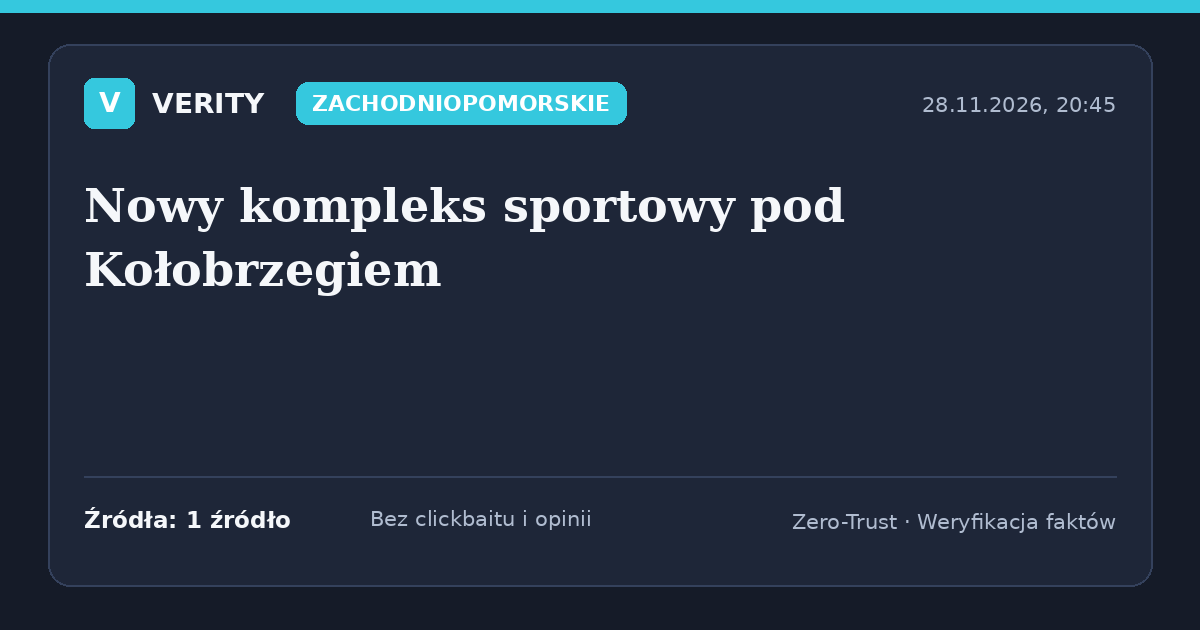 V VERITY ZACHODNIOPOMORSKIE 28.11.2026, 20:45
Nowy kompleks sportowy pod
Kołobrzegiem
Źródła: 1 źródło Bez clickbaitu i opinii Zero-Trust · Weryfikacja faktów